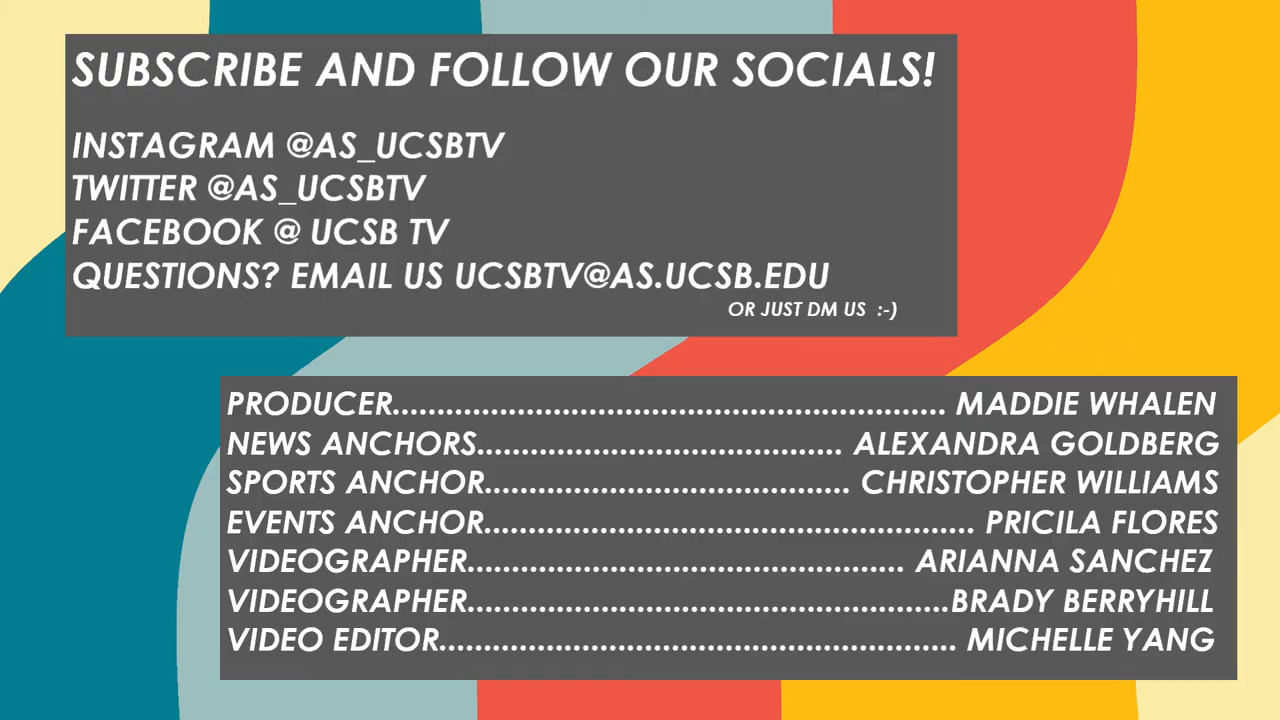 SUBSCRIBE AND FOLLOW OUR SOCIALS!
INSTAGRAM @AS_UCSBTV
TWITTER @AS_UCSBTV
FACEBOOK @ UCSB TV
QUESTIONS? EMAIL US UCSBTV@AS.UCSB.EDU
OR JUST DM US :-)
PRODUCER............................................................... MADDIE WHALEN
NEWS ANCHORS......................................... ALEXANDRA GOLDBERG
SPORTS ANCHOR......................................... CHRISTOPHER WILLIAMS
EVENTS ANCHOR....................................................... PRICILA FLORES
VIDEOGRAPHER................................................. ARIANNA SANCHEZ
VIDEOGRAPHER......................................................BRADY BERRYHILL
VIDEO EDITOR.......................................................... MICHELLE YANG